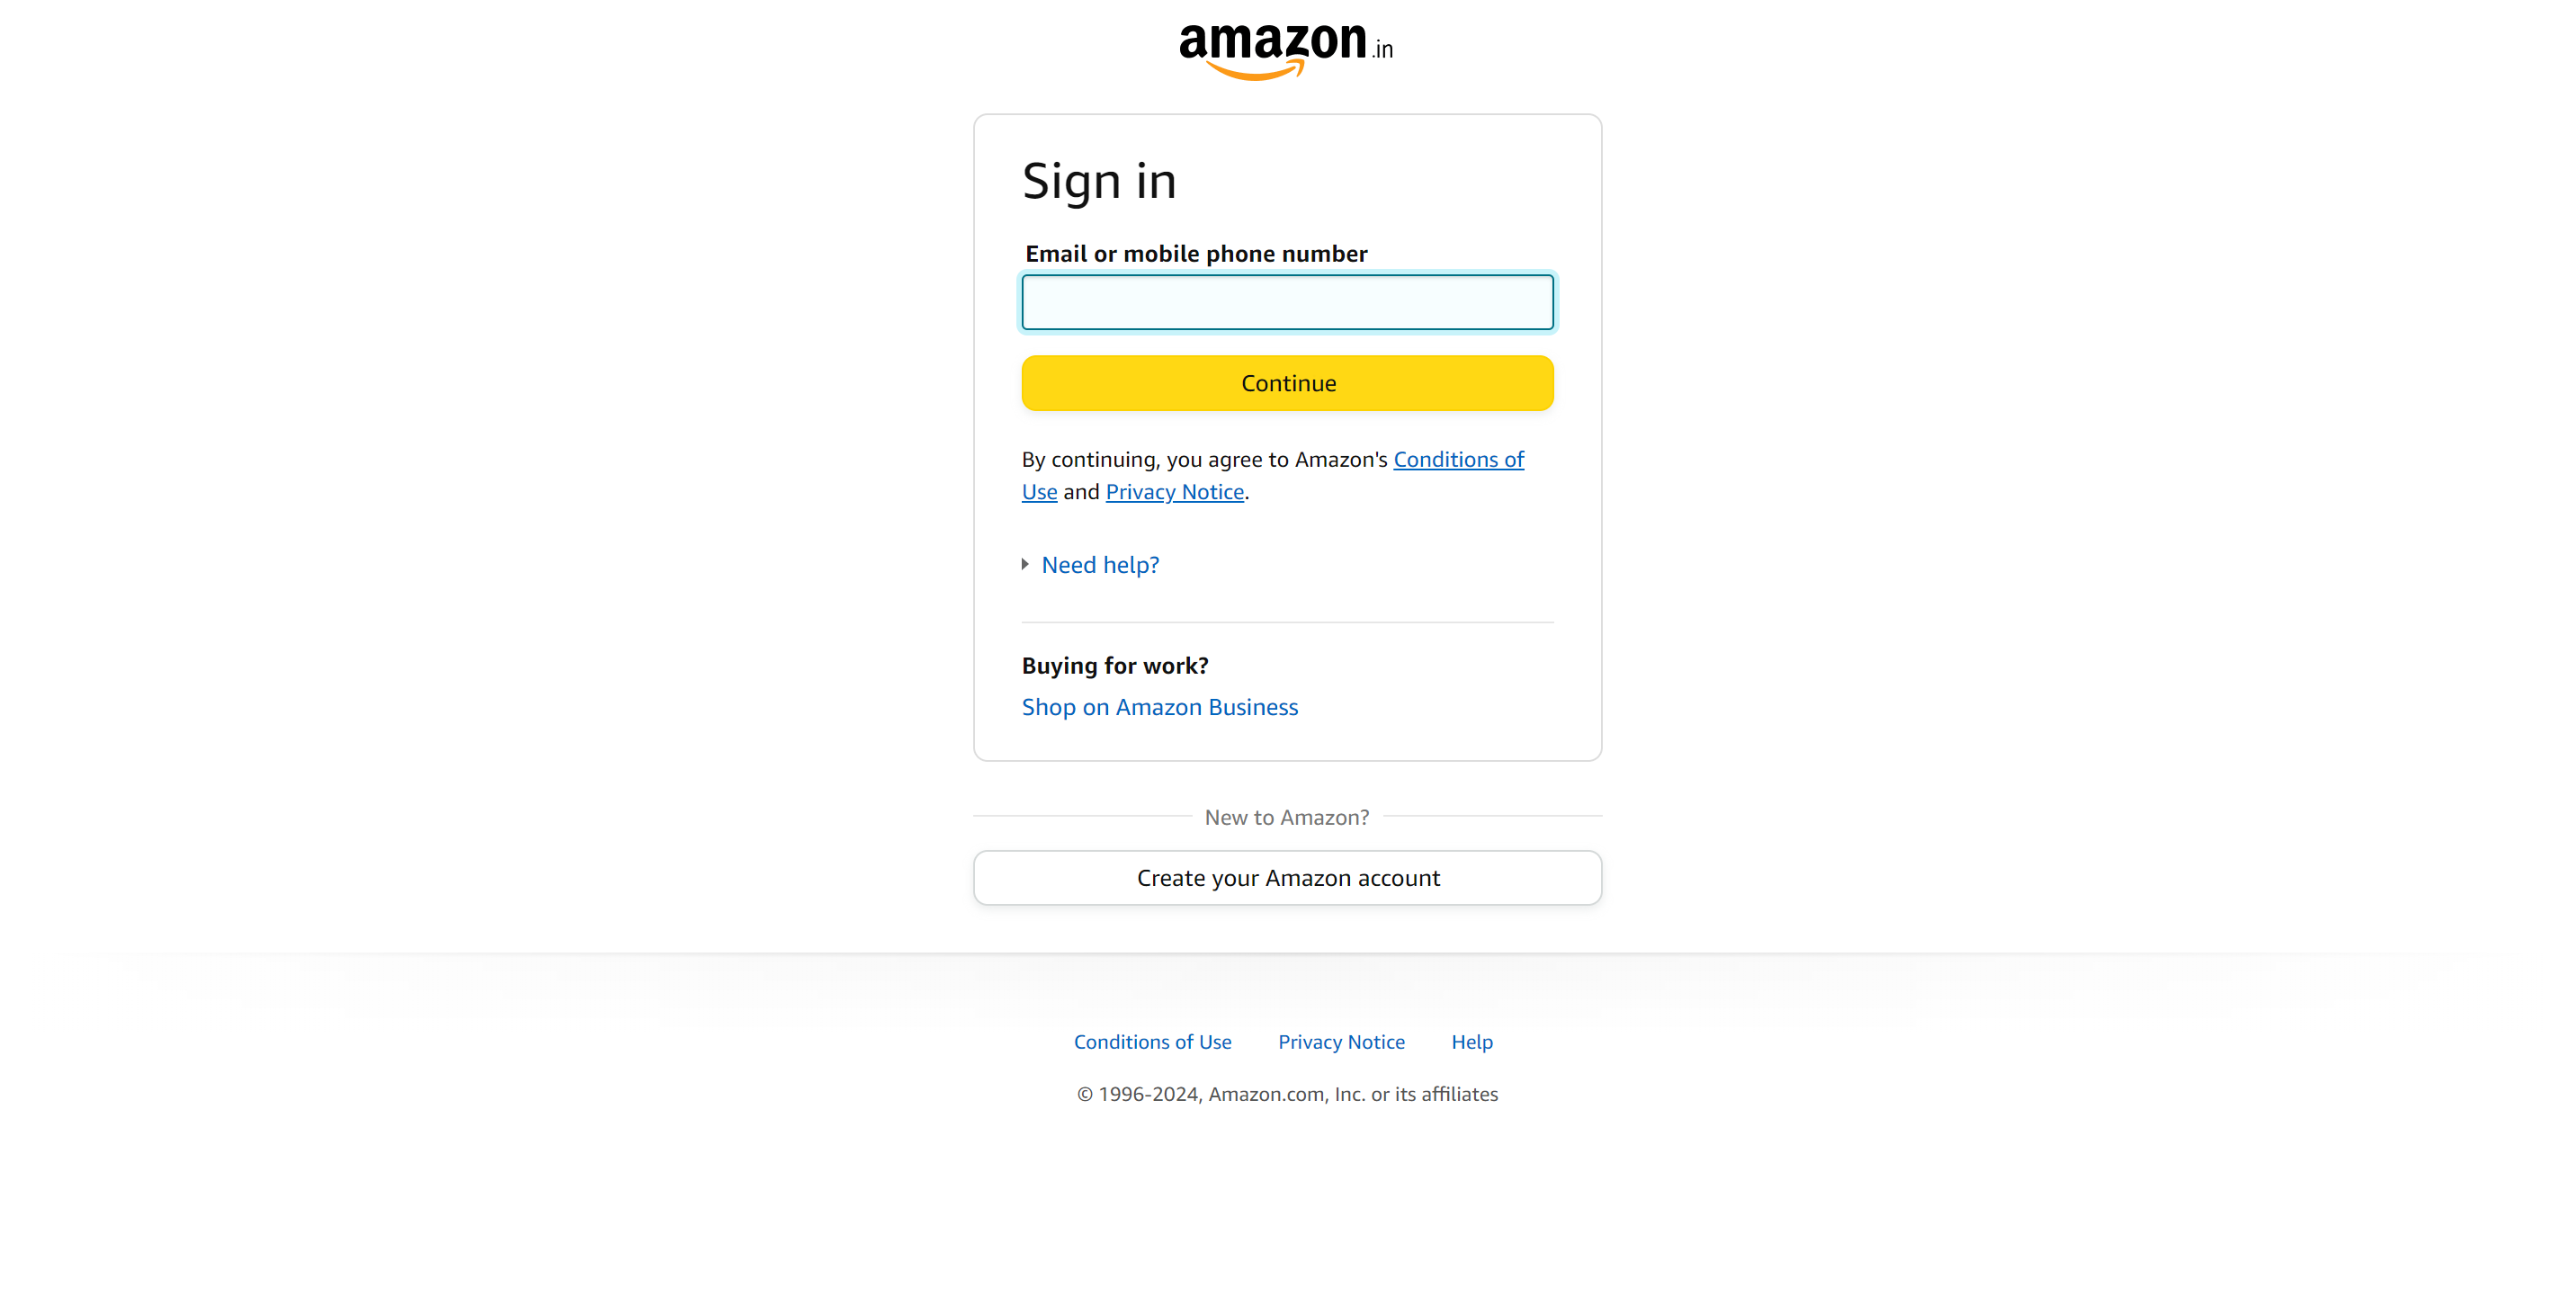 amazon.in
Sign in
Email or mobile phone number
Continue
By continuing, you agree to Amazon's Conditions of
Use and Privacy Notice.
Need help?
Buying for work?
Shop on Amazon Business
New to Amazon?
Create your Amazon account
Conditions of Use Privacy Notice Help
© 1996-2024, Amazon.com, Inc. or its affiliates